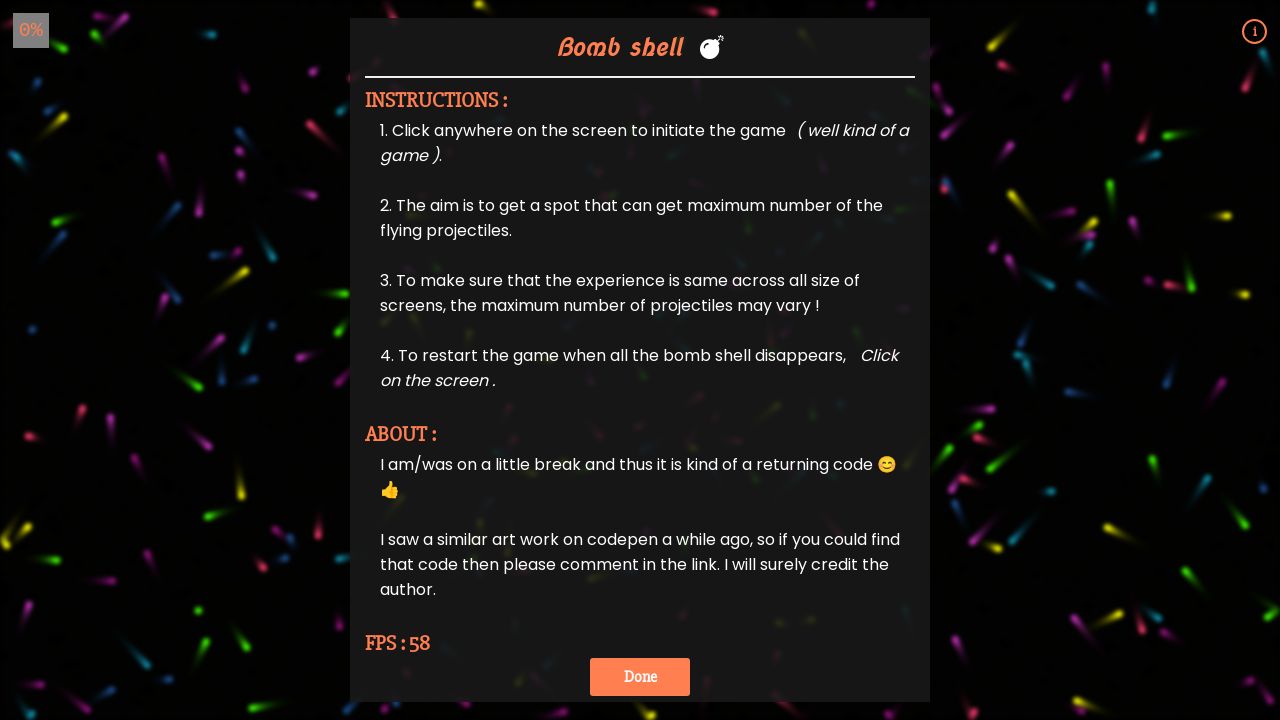 0%
i
Bomb shell 💣
INSTRUCTIONS :
1. Click anywhere on the screen to initiate the game ( well kind of a
game ).
2. The aim is to get a spot that can get maximum number of the
flying projectiles.
3. To make sure that the experience is same across all size of
screens, the maximum number of projectiles may vary !
4. To restart the game when all the bomb shell disappears, Click
on the screen .
ABOUT :
I am/was on a little break and thus it is kind of a returning code 😊
👍
I saw a similar art work on codepen a while ago, so if you could find
that code then please comment in the link. I will surely credit the
author.
FPS : 58
Done